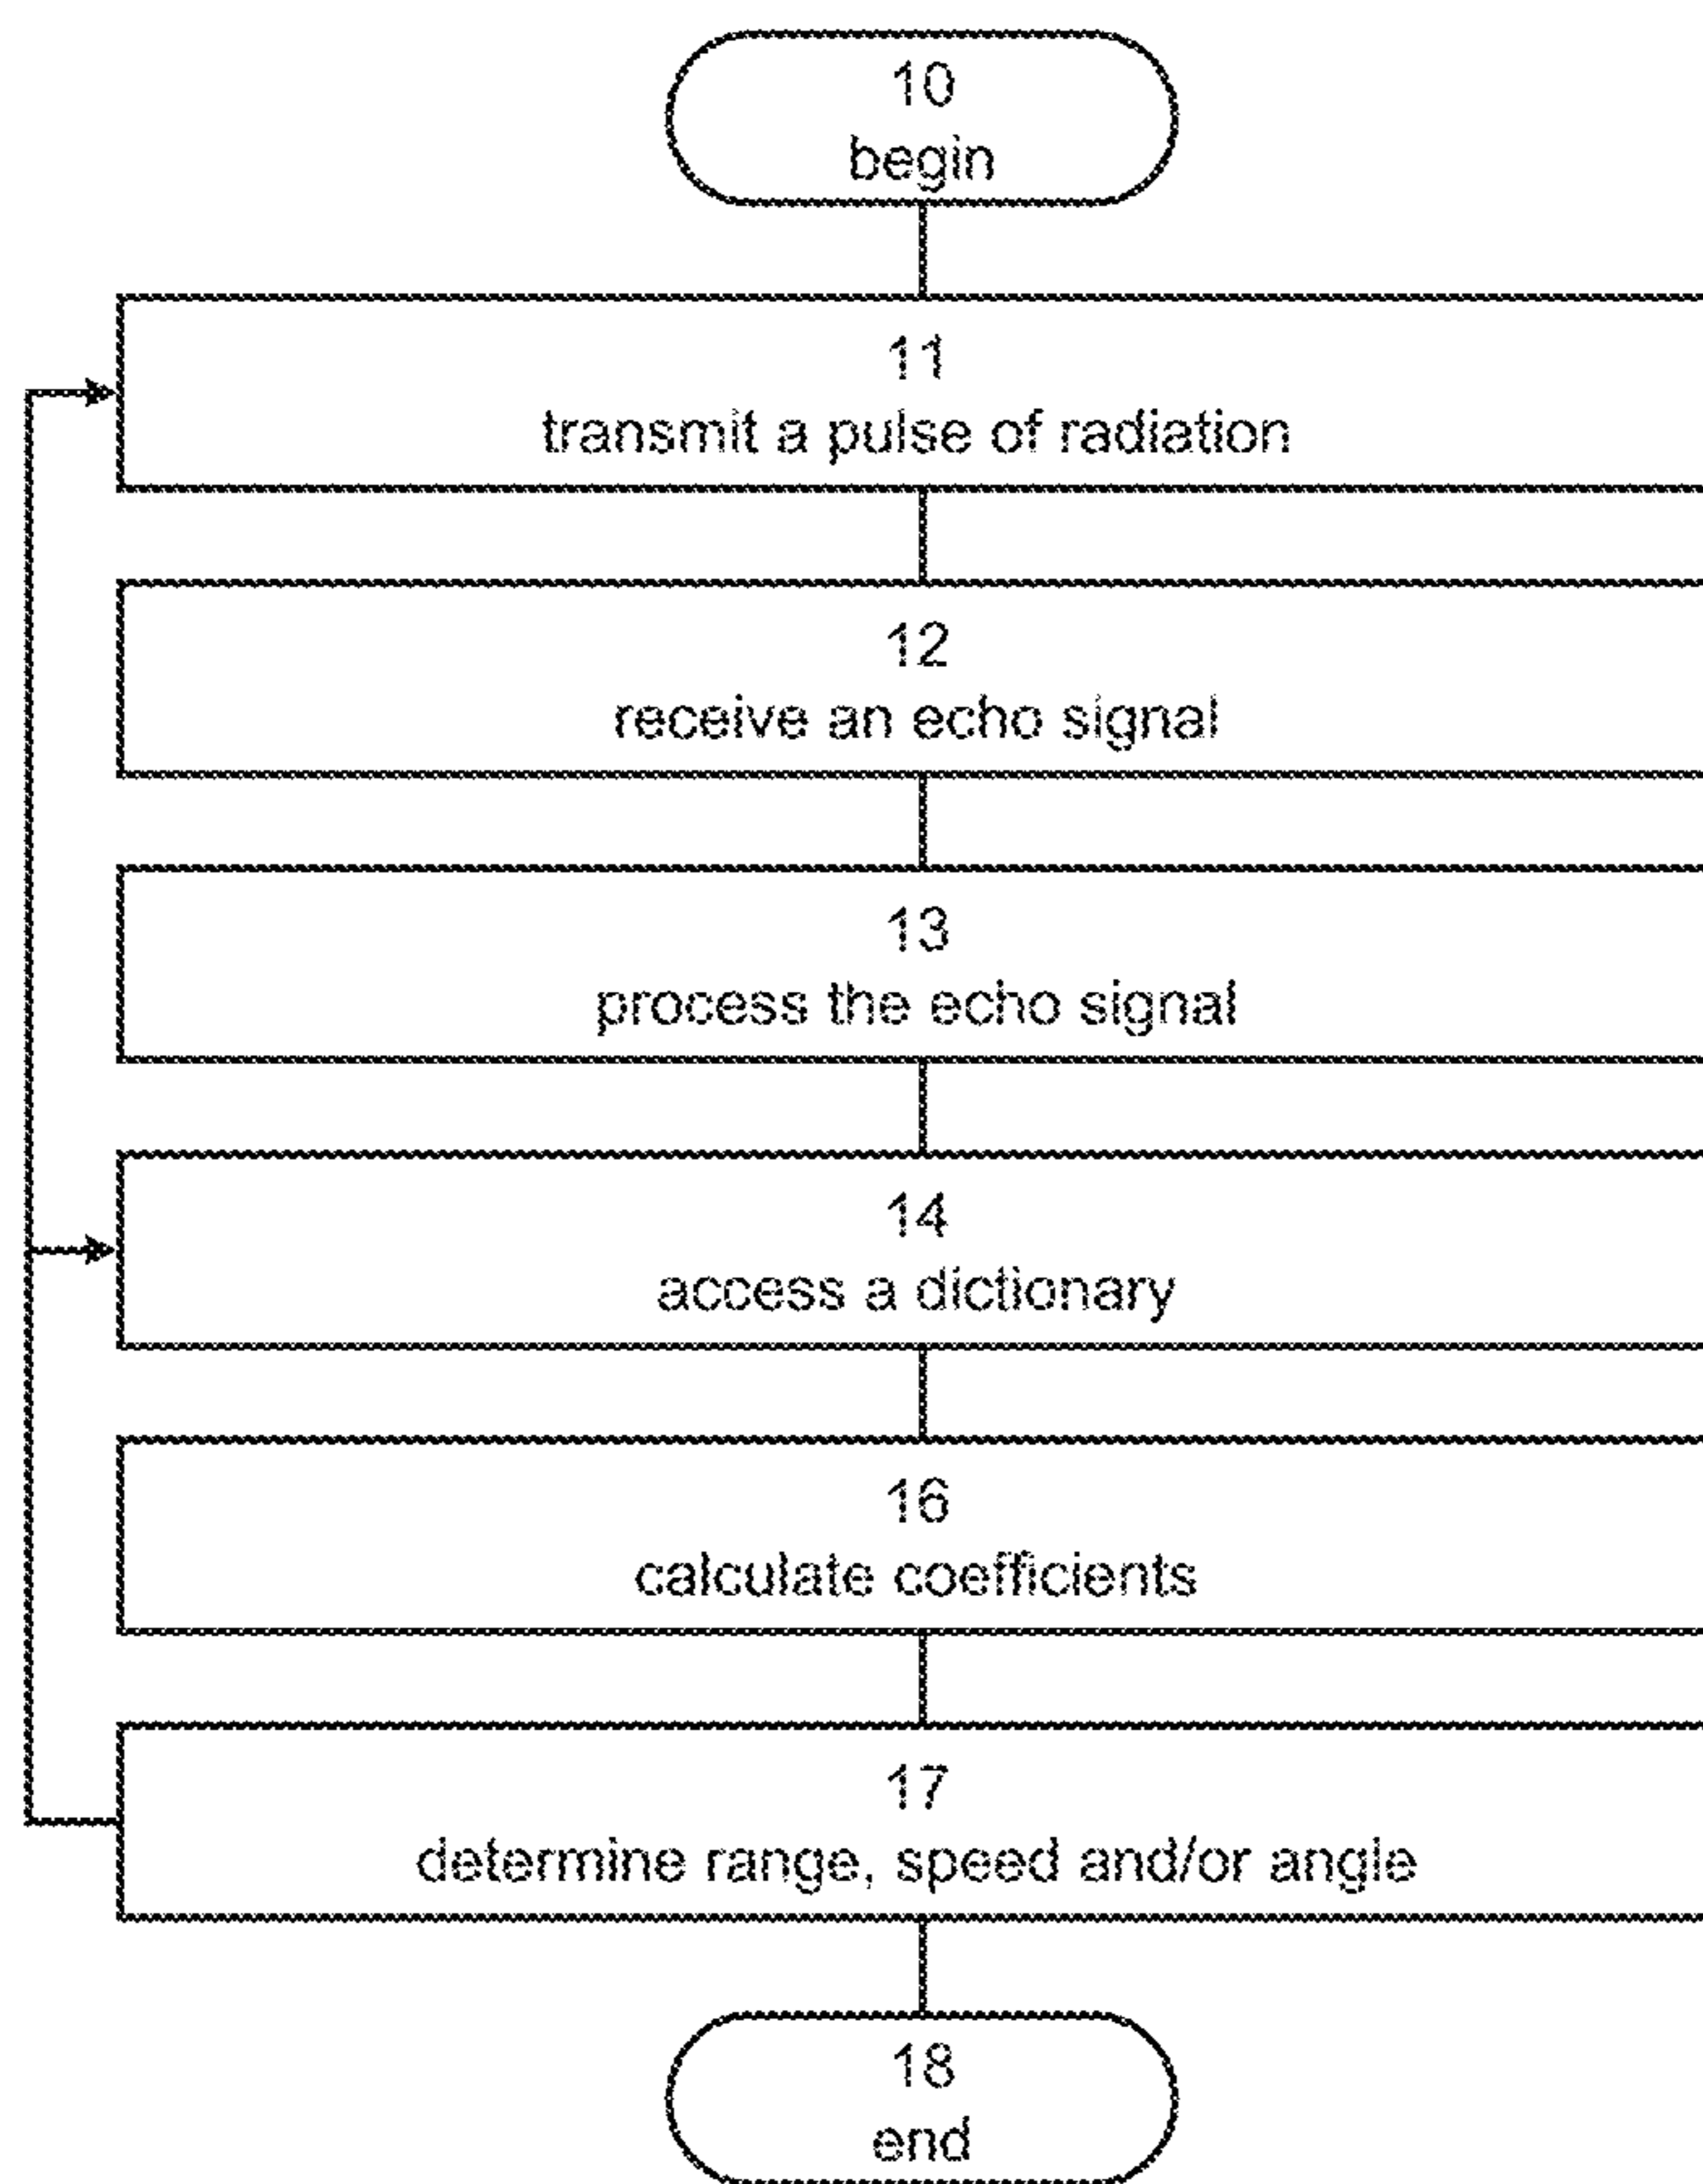 10
begin
11
transmit a pulse of radiation
12
receive an echo signal
13
process the echo signal
14
access a dictionary
16
calculate coefficients
17
determine range, speed and/or angle
18
end